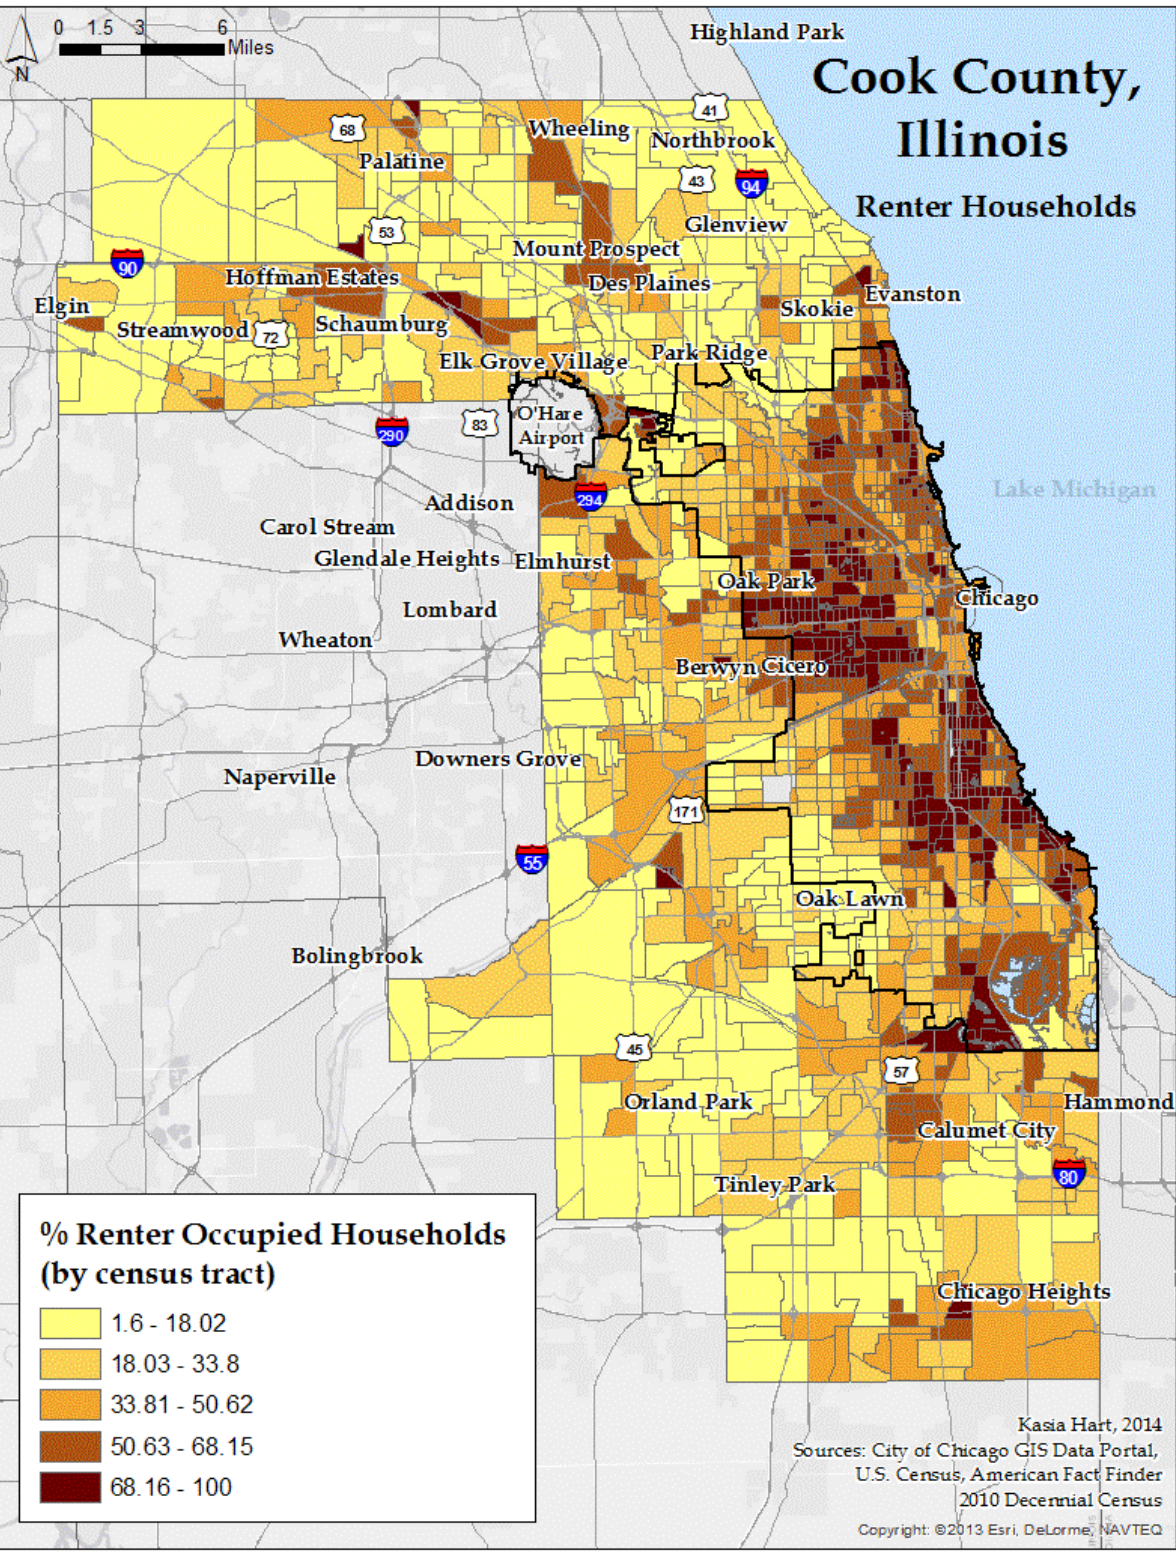 0 1.5 3 6
Miles
N
Highland Park
Cook County,
Illinois
Renter Households
41
68
Wheeling
Northbrook
Palatine
43
94
53
Glenview
Mount Prospect
90
Hoffman Estates
Des Plaines
Elgin
Skokie
Evanston
Streamwood
72
Schaumburg
Elk Grove Village
Park Ridge
O'Hare
Airport
83
290
Lake Michigan
294
Addison
Carol Stream
Glendale Heights
Elmhurst
Oak Park
Chicago
Lombard
Wheaton
Berwyn
Cicero
Downers Grove
Naperville
171
55
Oak Lawn
Bolingbrook
45
57
Orland Park
Hammond
Calumet City
80
Tinley Park
Chicago Heights
% Renter Occupied Households
(by census tract)
1.6 - 18.02
18.03 - 33.8
33.81 - 50.62
50.63 - 68.15
68.16 - 100
Kasia Hart, 2014
Sources: City of Chicago GIS Data Portal,
U.S. Census, American Fact Finder
2010 Decennial Census
Copyright: ©2013 Esri, DeLorme, NAVTEQ